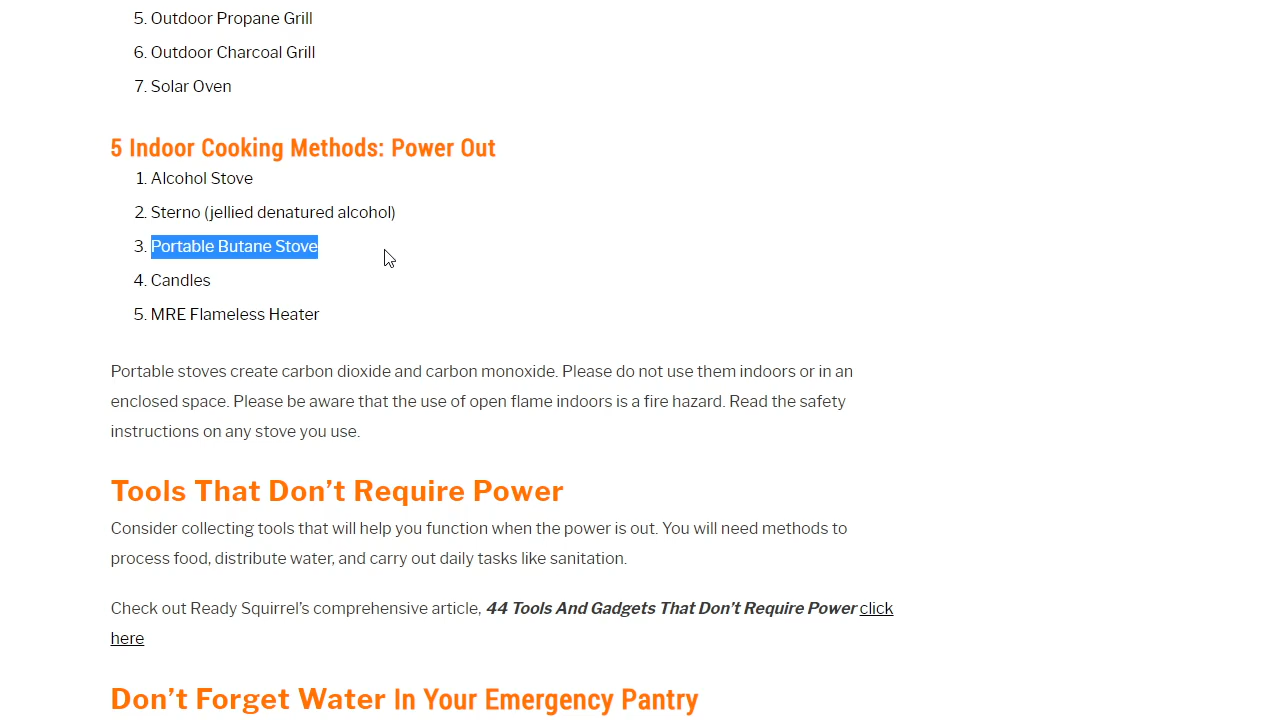 5. Outdoor Propane Grill
6. Outdoor Charcoal Grill
7. Solar Oven
5 Indoor Cooking Methods: Power Out
1. Alcohol Stove
2. Sterno (jellied denatured alcohol)
3. Portable Butane Stove
4. Candles
5. MRE Flameless Heater
Portable stoves create carbon dioxide and carbon monoxide. Please do not use them indoors or in an
enclosed space. Please be aware that the use of open flame indoors is a fire hazard. Read the safety
instructions on any stove you use.
Tools That Don’t Require Power
Consider collecting tools that will help you function when the power is out. You will need methods to
process food, distribute water, and carry out daily tasks like sanitation.
Check out Ready Squirrel’s comprehensive article, 44 Tools And Gadgets That Don’t Require Power click
here
Don’t Forget Water In Your Emergency Pantry